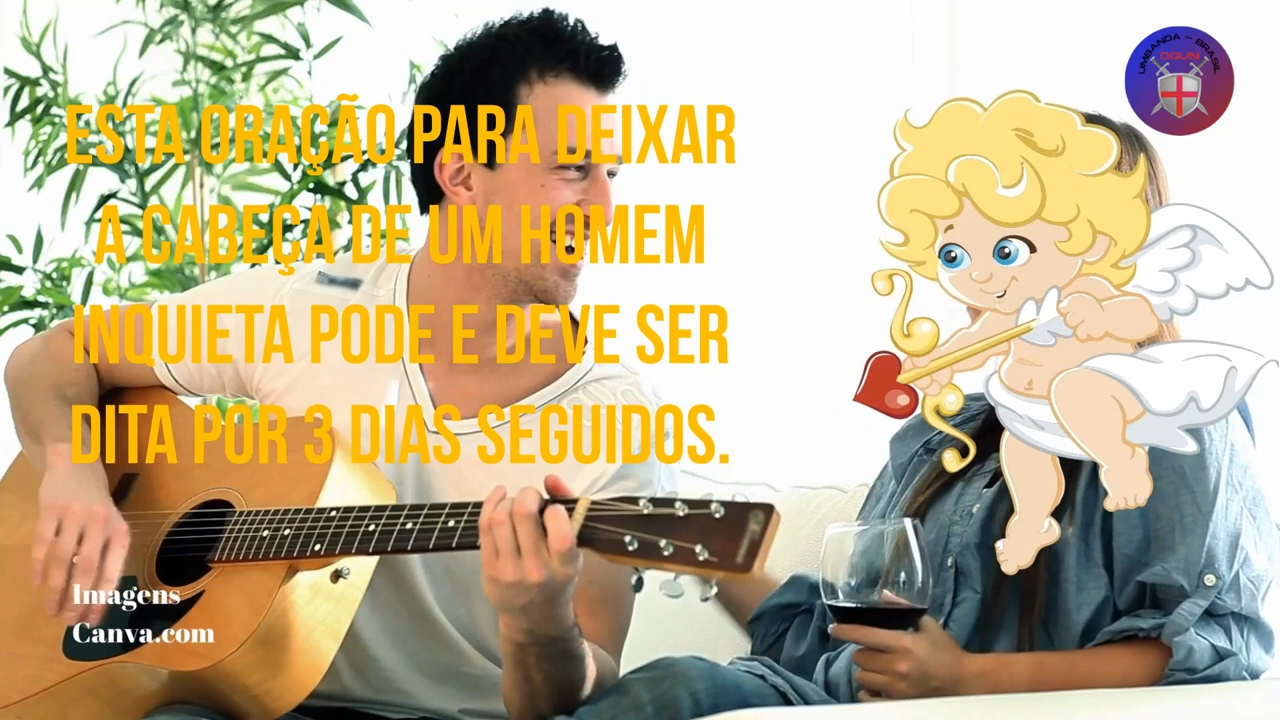 UMBANDA - BRASIL
OGUN
ESTA ORAÇÃO PARA DEIXAR
A CABEÇA DE UM HOMEM
INQUIETA PODE E DEVE SER
DITA POR 3 DIAS SEGUIDOS.
Imagens
Canva.com